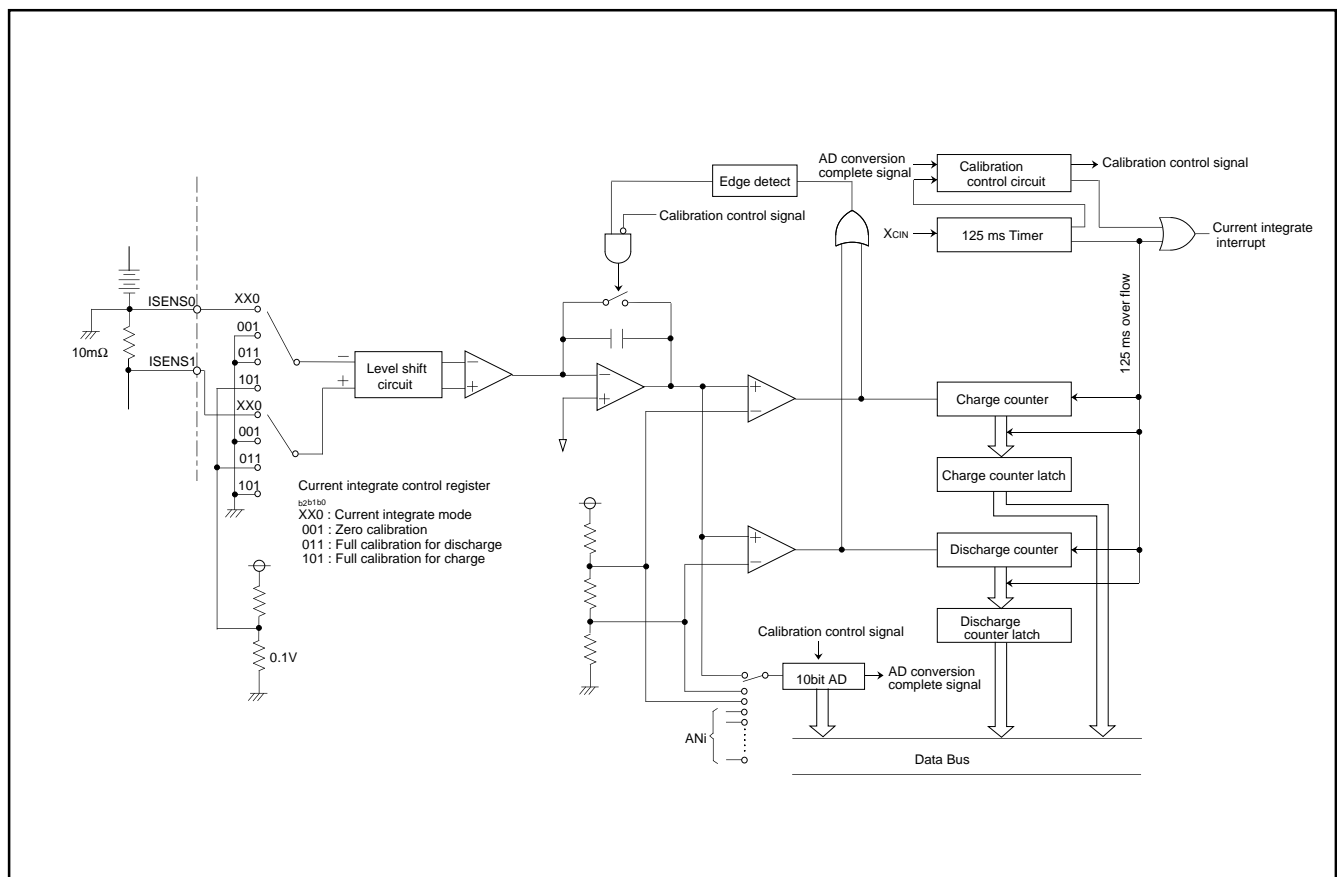 AD conversion
complete signal
Calibration
control circuit
Calibration control signal
Edge detect
Calibration control signal
XCIN
125 ms Timer
Current integrate
interrupt
125 ms over flow
ISENS0
XX0
001
10mΩ
011
ISENS1
101
XX0
001
011
101
−
+
Level shift
circuit
−
+
−
+
+
−
Charge counter
Charge counter latch
Current integrate control register
b2b1b0
XX0 : Current integrate mode
001 : Zero calibration
011 : Full calibration for discharge
101 : Full calibration for charge
+
−
Discharge counter
Discharge
counter latch
0.1V
Calibration control signal
10bit AD
AD conversion
complete signal
ANi
Data Bus